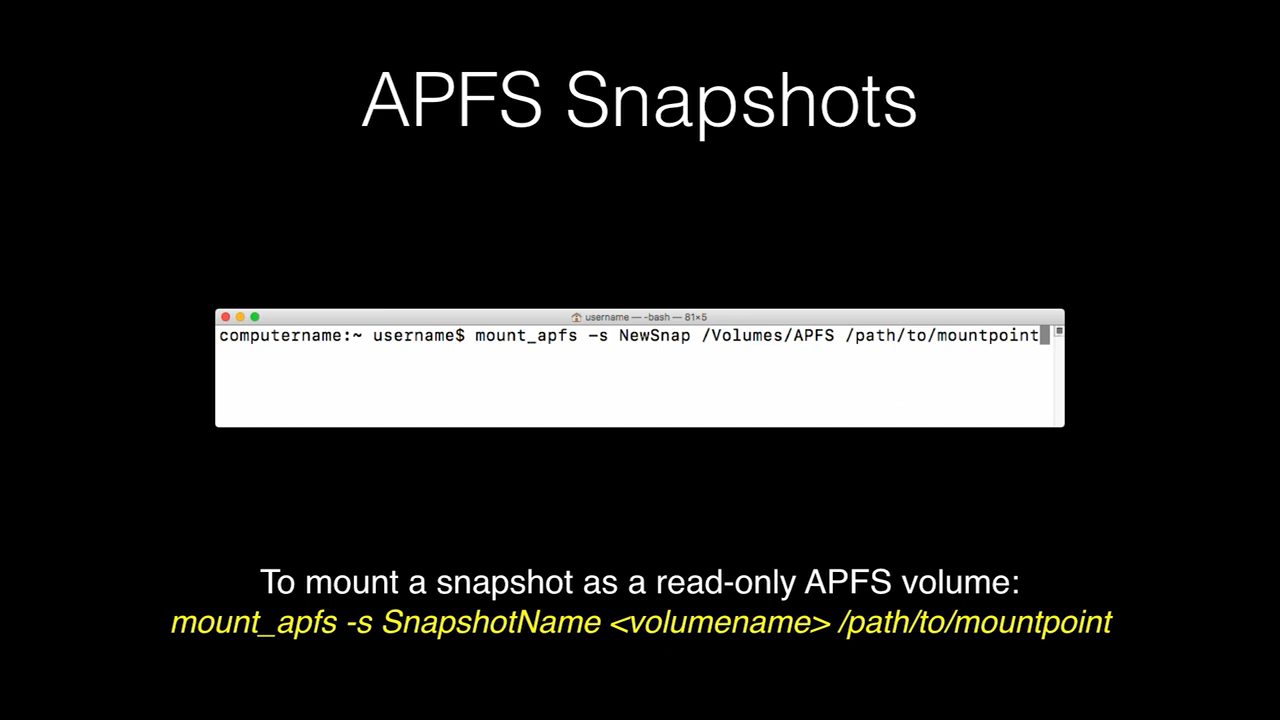 APFS Snapshots
username — -bash — 81×5
computername:~ username$ mount_apfs -s NewSnap /Volumes/APFS /path/to/mountpoint
To mount a snapshot as a read-only APFS volume:
mount_apfs -s SnapshotName <volumename> /path/to/mountpoint